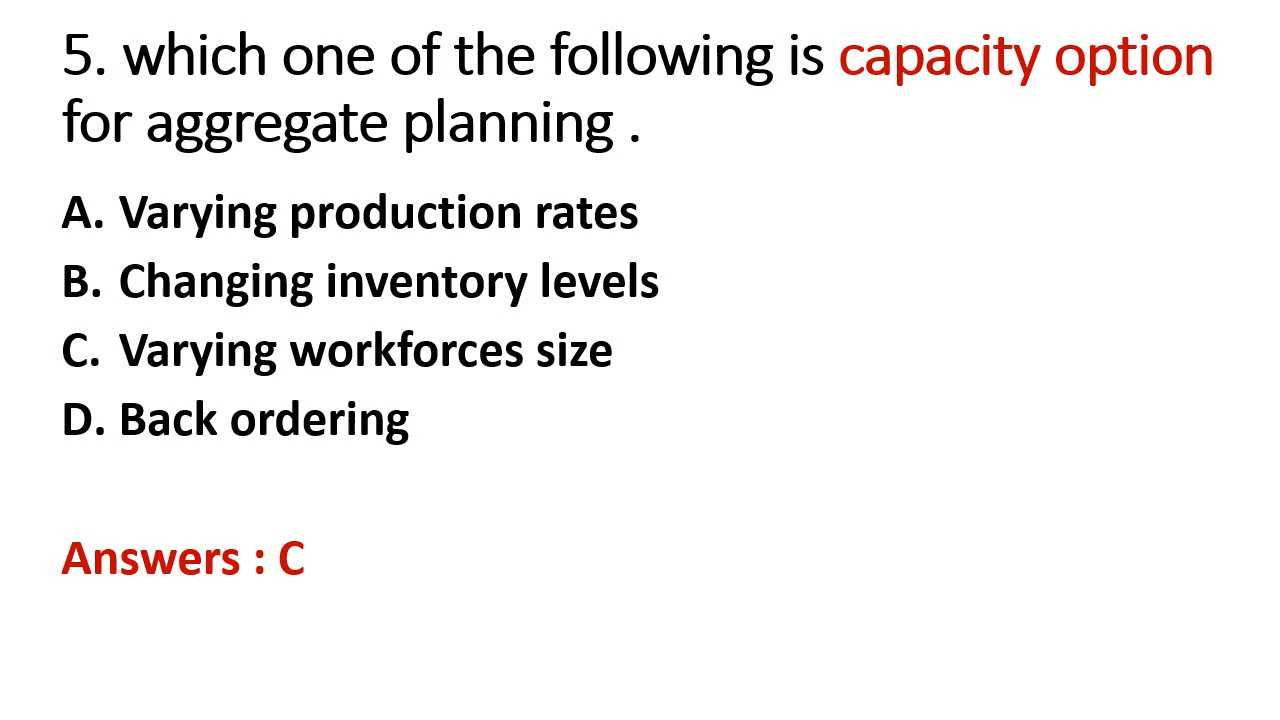 5. which one of the following is capacity option
for aggregate planning .
A. Varying production rates
B. Changing inventory levels
C. Varying workforces size
D. Back ordering
Answers : C